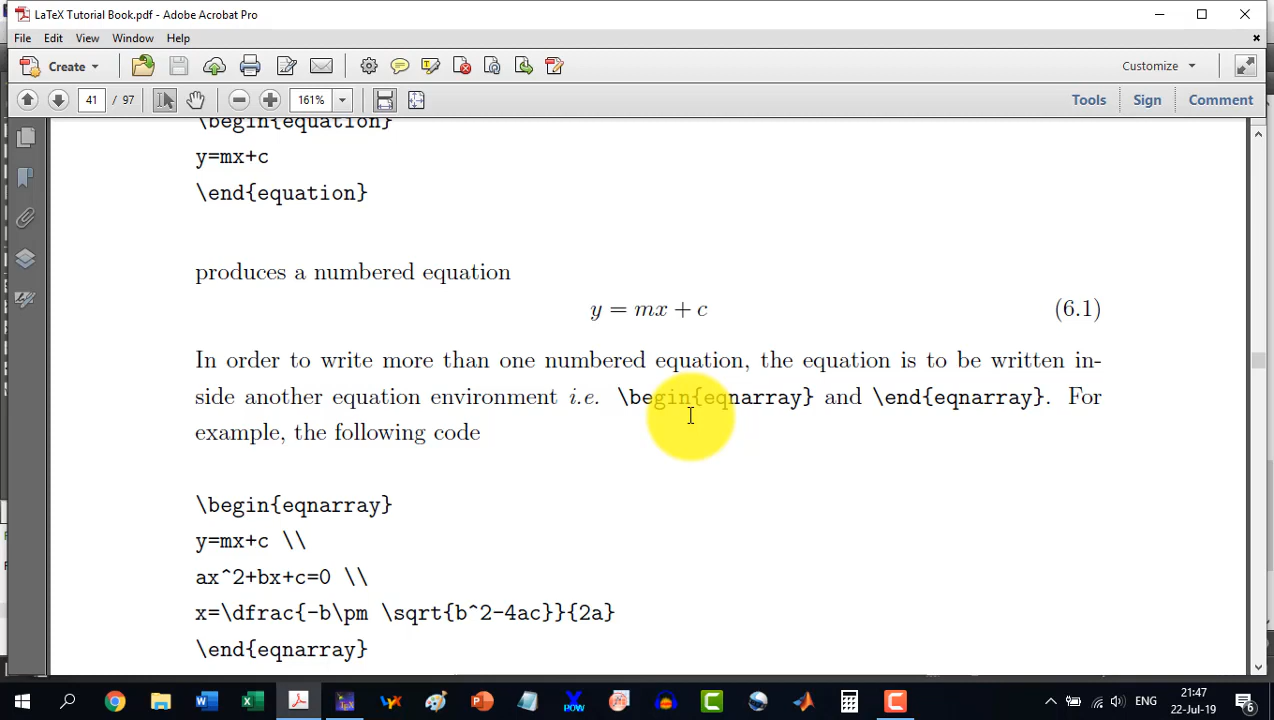 LaTeX Tutorial Book.pdf - Adobe Acrobat Pro
File Edit View Window Help
Create Customize
41 / 97 161% Tools Sign Comment
\begin{equation}
y=mx+c
\end{equation}
produces a numbered equation
y = mx + c (6.1)
In order to write more than one numbered equation, the equation is to be written in-
side another equation environment i.e. \begin{eqnarray} and \end{eqnarray}. For
example, the following code
\begin{eqnarray}
y=mx+c \\
ax^2+bx+c=0 \\
x=\dfrac{-b\pm \sqrt{b^2-4ac}}{2a}
\end{eqnarray}
ENG
21:47
22-Jul-19
6